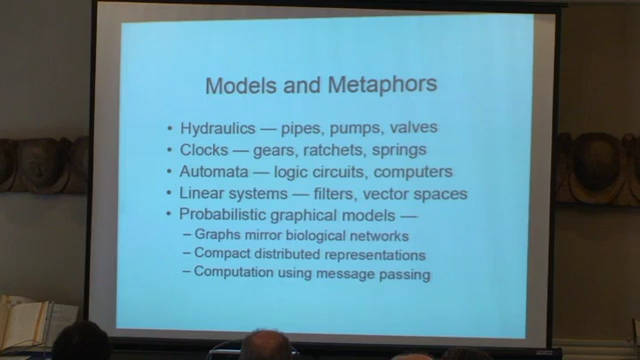 Models and Metaphors
• Hydraulics — pipes, pumps, valves
• Clocks — gears, ratchets, springs
• Automata — logic circuits, computers
• Linear systems — filters, vector spaces
• Probabilistic graphical models —
– Graphs mirror biological networks
– Compact distributed representations
– Computation using message passing